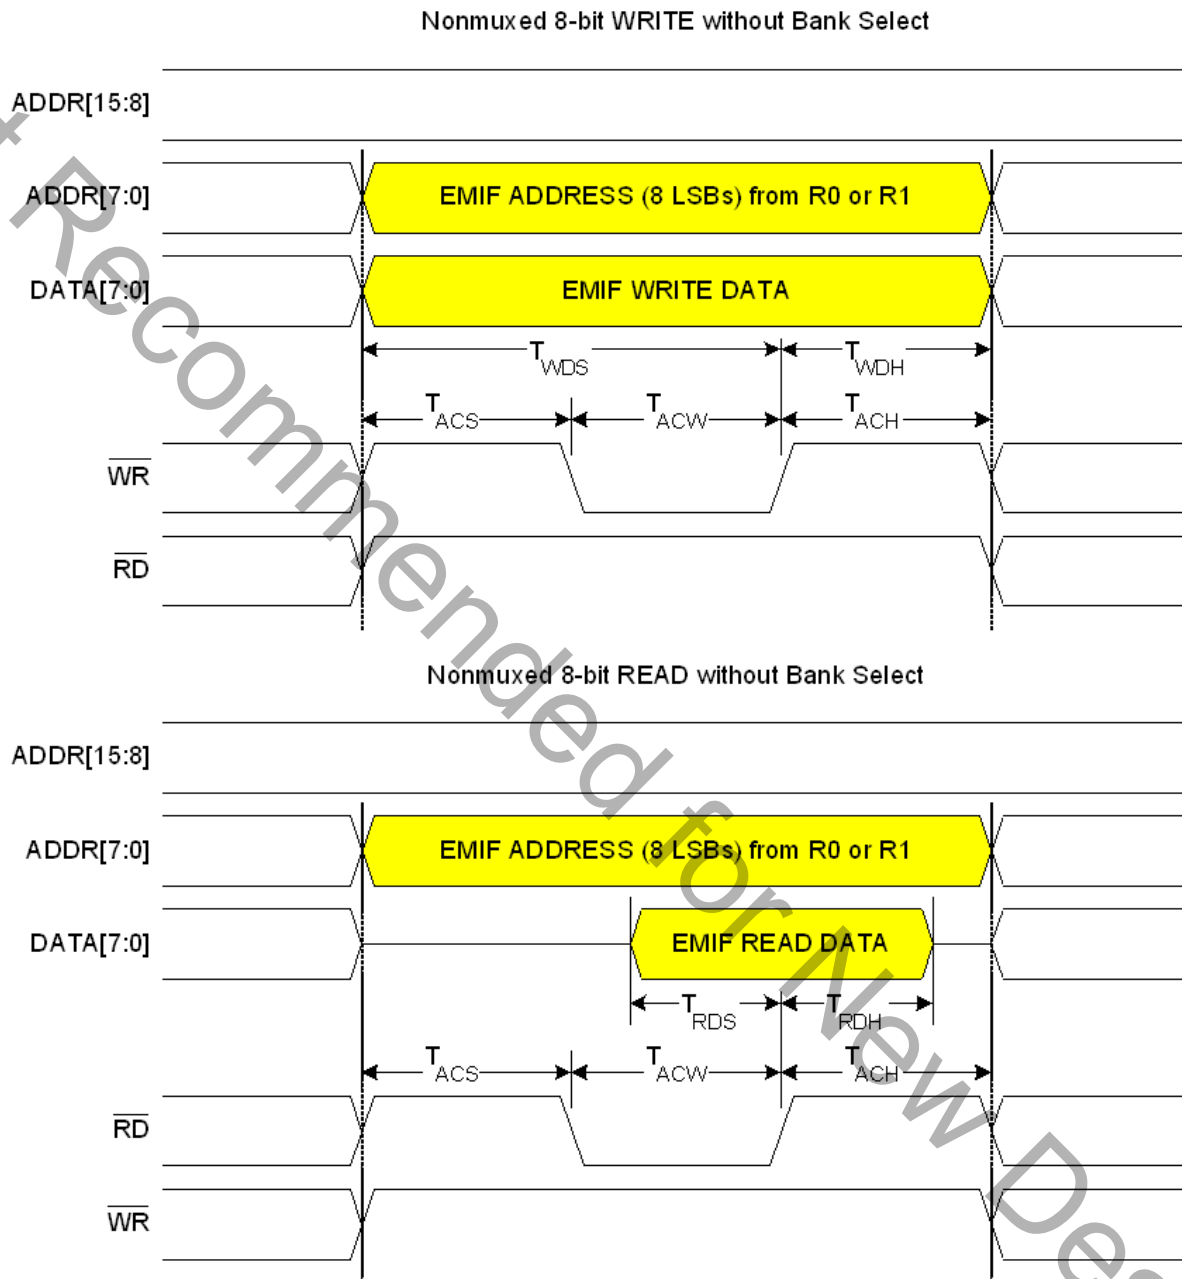 Nonmuxed 8-bit WRITE without Bank Select
ADDR[15:8]
ADDR[7:0] EMIF ADDRESS (8 LSBs) from R0 or R1
DATA[7:0] EMIF WRITE DATA
TWDS TWDH
TACS TACW TACH
WR
RD
Nonmuxed 8-bit READ without Bank Select
ADDR[15:8]
ADDR[7:0] EMIF ADDRESS (8 LSBs) from R0 or R1
DATA[7:0] EMIF READ DATA
TRDS TRDH
TACS TACW TACH
RD
WR
Recommended for New